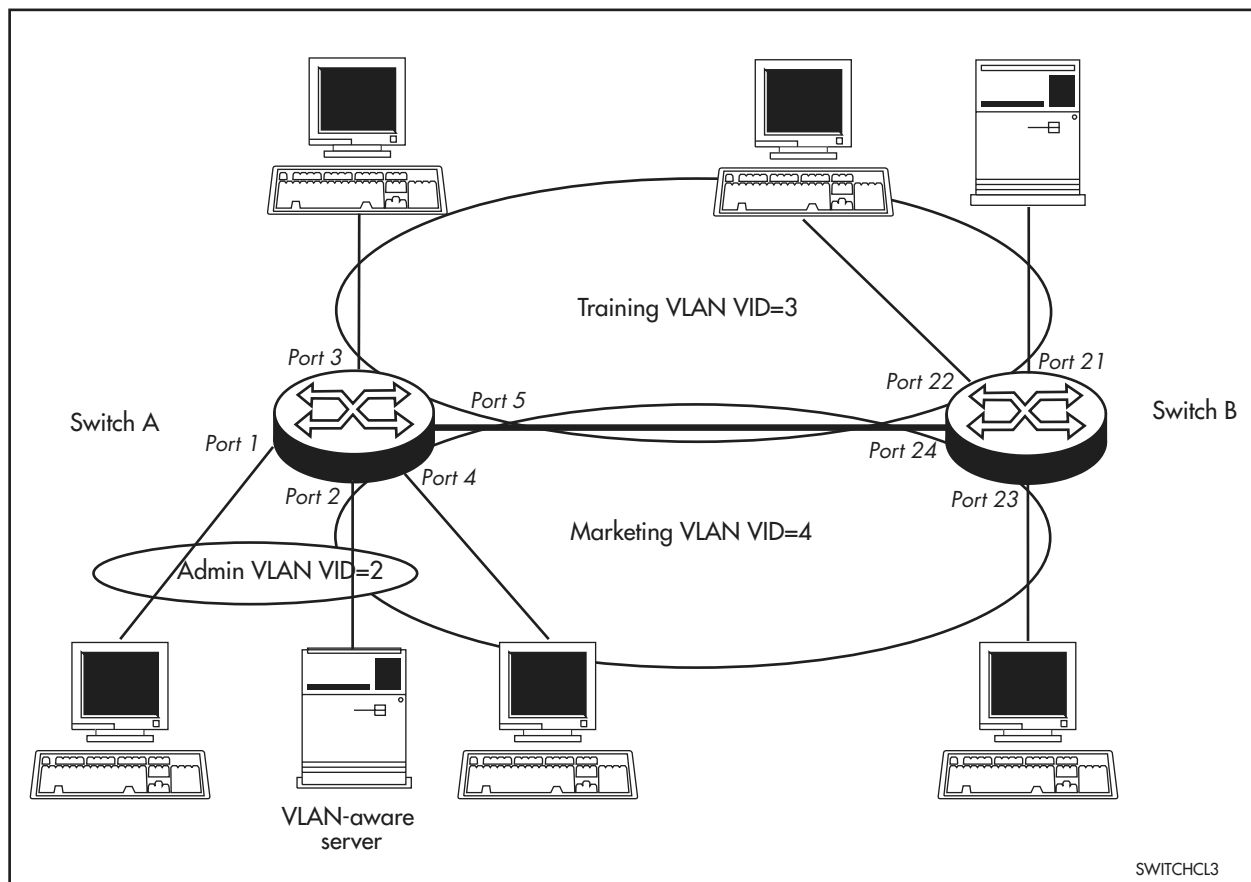 Training VLAN VID=3
Port 3
Port 22
Port 21
Port 5
Switch A
Switch B
Port 1
Port 24
Port 4
Port 2
Port 23
Marketing VLAN VID=4
Admin VLAN VID=2
VLAN-aware
server
SWITCHCL3